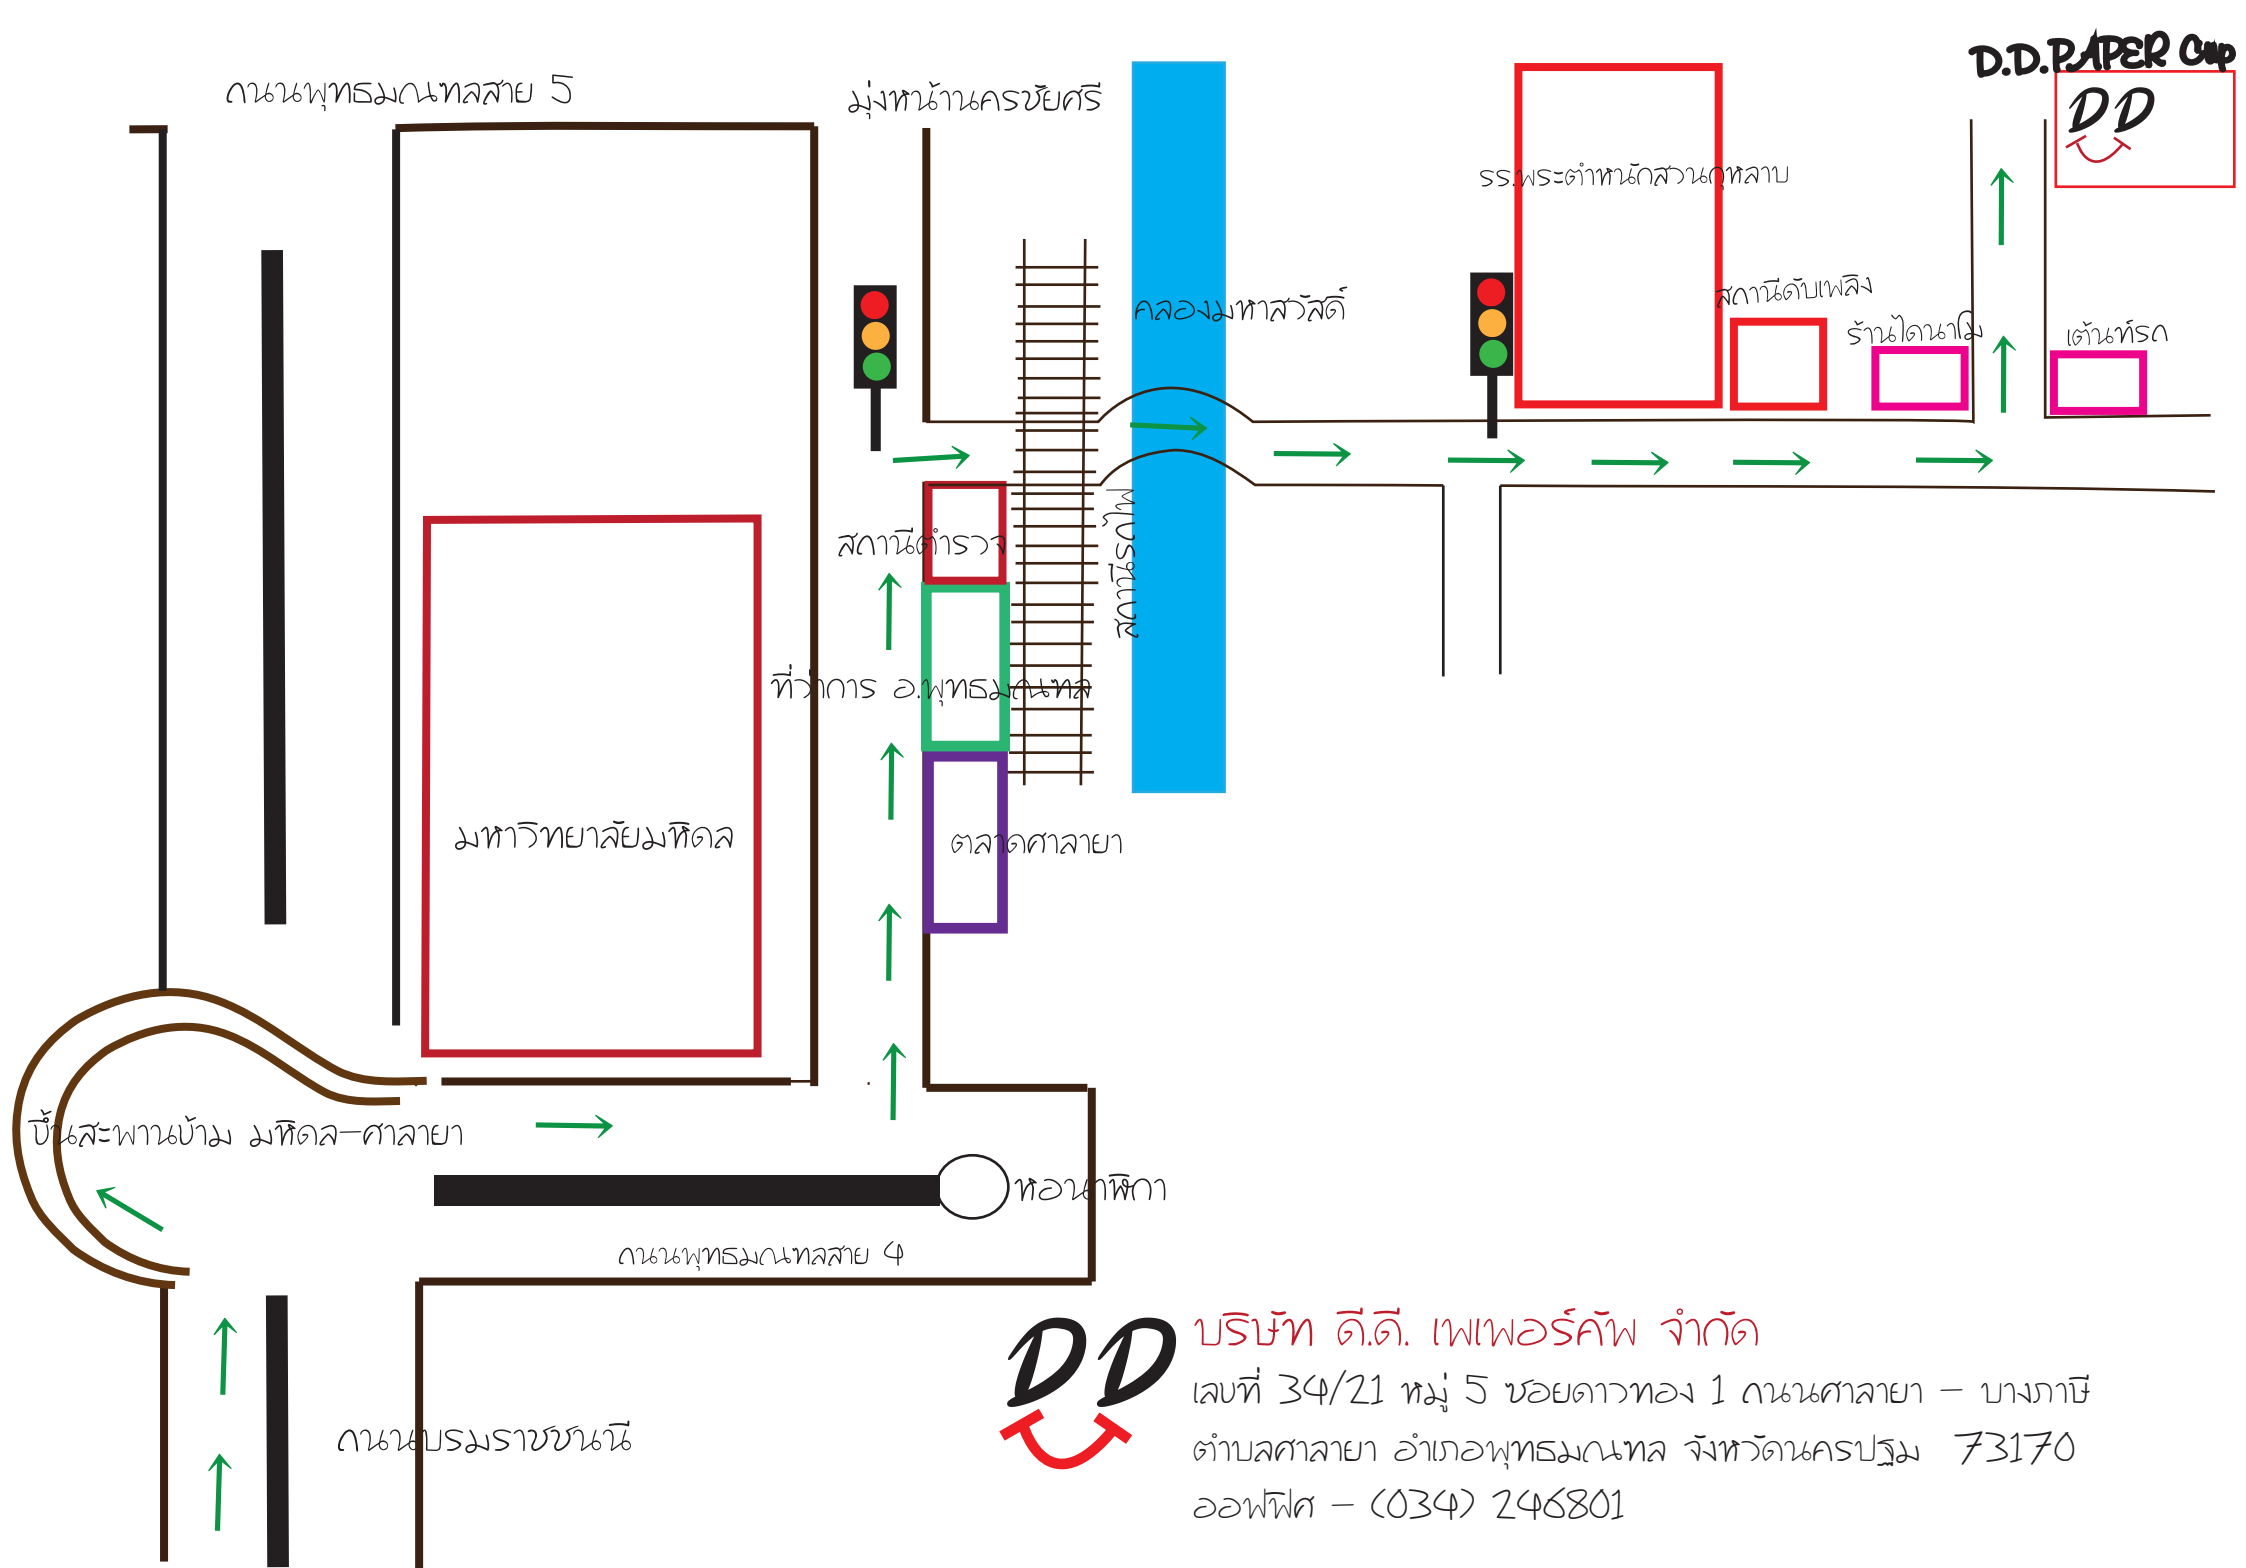 D.D.PAPER Cup
DD
ถนนพุทธมณฑลสาย 5
มุ่งหน้านครชัยศรี
รร.พระตำหนักสวนกุหลาบ
สถานีดับเพลิง
คลองมหาสวัสดิ์
ร้านไดนาโม
เต้นท์รถ
สถานีรถไฟ
สถานีตำรวจ
ที่ว่าการ อ.พุทธมณฑล
มหาวิทยาลัยมหิดล
ตลาดศาลายา
ขึ้นสะพานข้าม มหิดล-ศาลายา
หอนาฬิกา
ถนนพุทธมณฑลสาย 4
ถนนบรมราชชนนี
DD
บริษัท ดี.ดี. เพเพอร์คัพ จำกัด
เลขที่ 34/21 หมู่ 5 ซอยดาวทอง 1 ถนนศาลายา - บางภาษี
ตำบลศาลายา อำเภอพุทธมณฑล จังหวัดนครปฐม 73170
ออฟฟิศ - (034) 246801